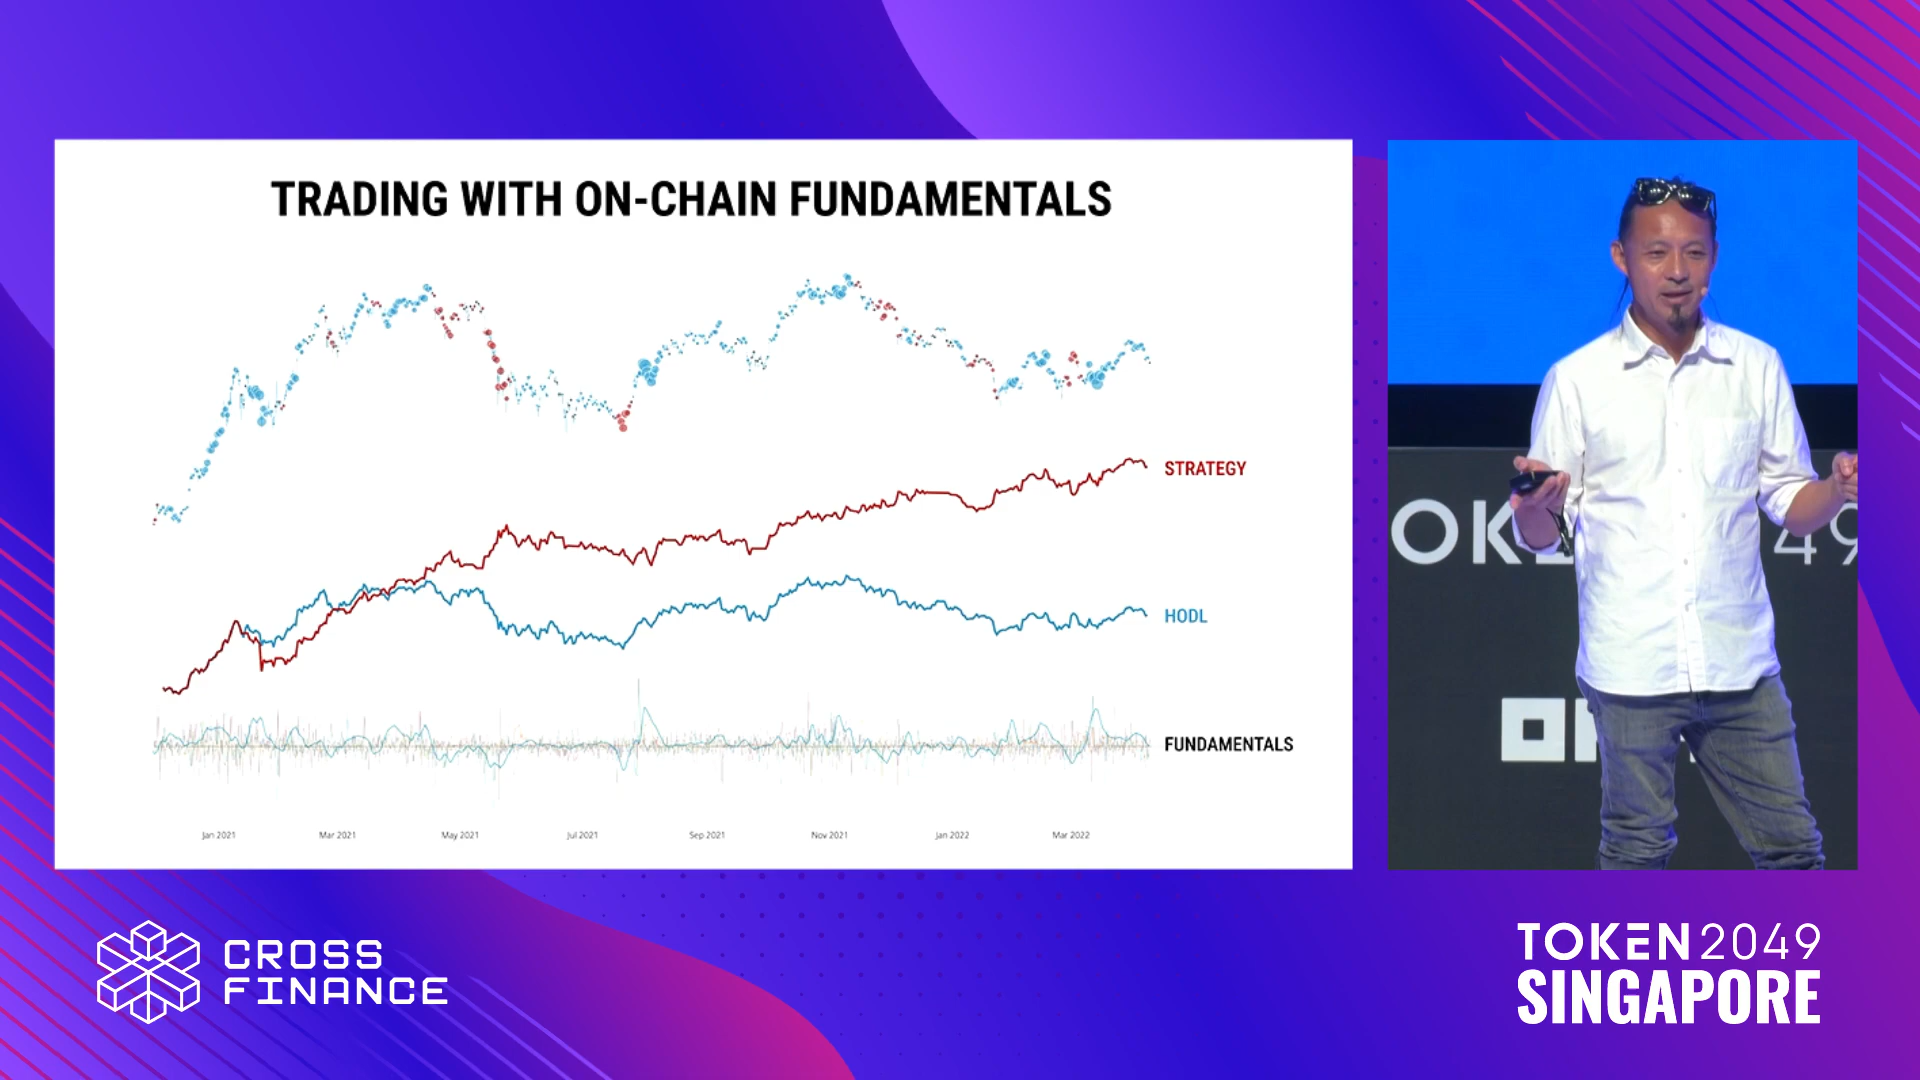 TRADING WITH ON-CHAIN FUNDAMENTALS
STRATEGY
HODL
FUNDAMENTALS
Jan 2021
Mar 2021
May 2021
Jul 2021
Sep 2021
Nov 2021
Jan 2022
Mar 2022
CROSS
FINANCE
TOKEN2049
SINGAPORE